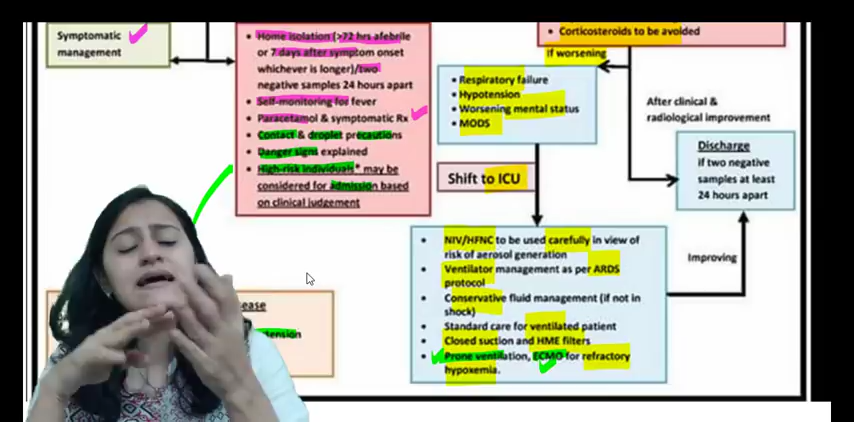 Symptomatic
management
• Home isolation (>72 hrs afebrile
or 7 days after symptom onset
whichever is longer)/two
negative samples 24 hours apart
• Self-monitoring for fever
• Paracetamol & symptomatic Rx
• Contact & droplet precautions
• Danger signs explained
• High-risk individuals* may be
considered for admission based
on clinical judgement
• Corticosteroids to be avoided
If worsening
• Respiratory failure
• Hypotension
• Worsening mental status
• MODS
After clinical &
radiological improvement
Discharge
if two negative
samples at least
24 hours apart
Shift to ICU
• NIV/HFNC to be used carefully in view of
risk of aerosol generation
• Ventilator management as per ARDS
protocol
• Conservative fluid management (if not in
shock)
• Standard care for ventilated patient
• Closed suction and HME filters
• Prone ventilation, ECMO for refractory
hypoxemia.
Improving